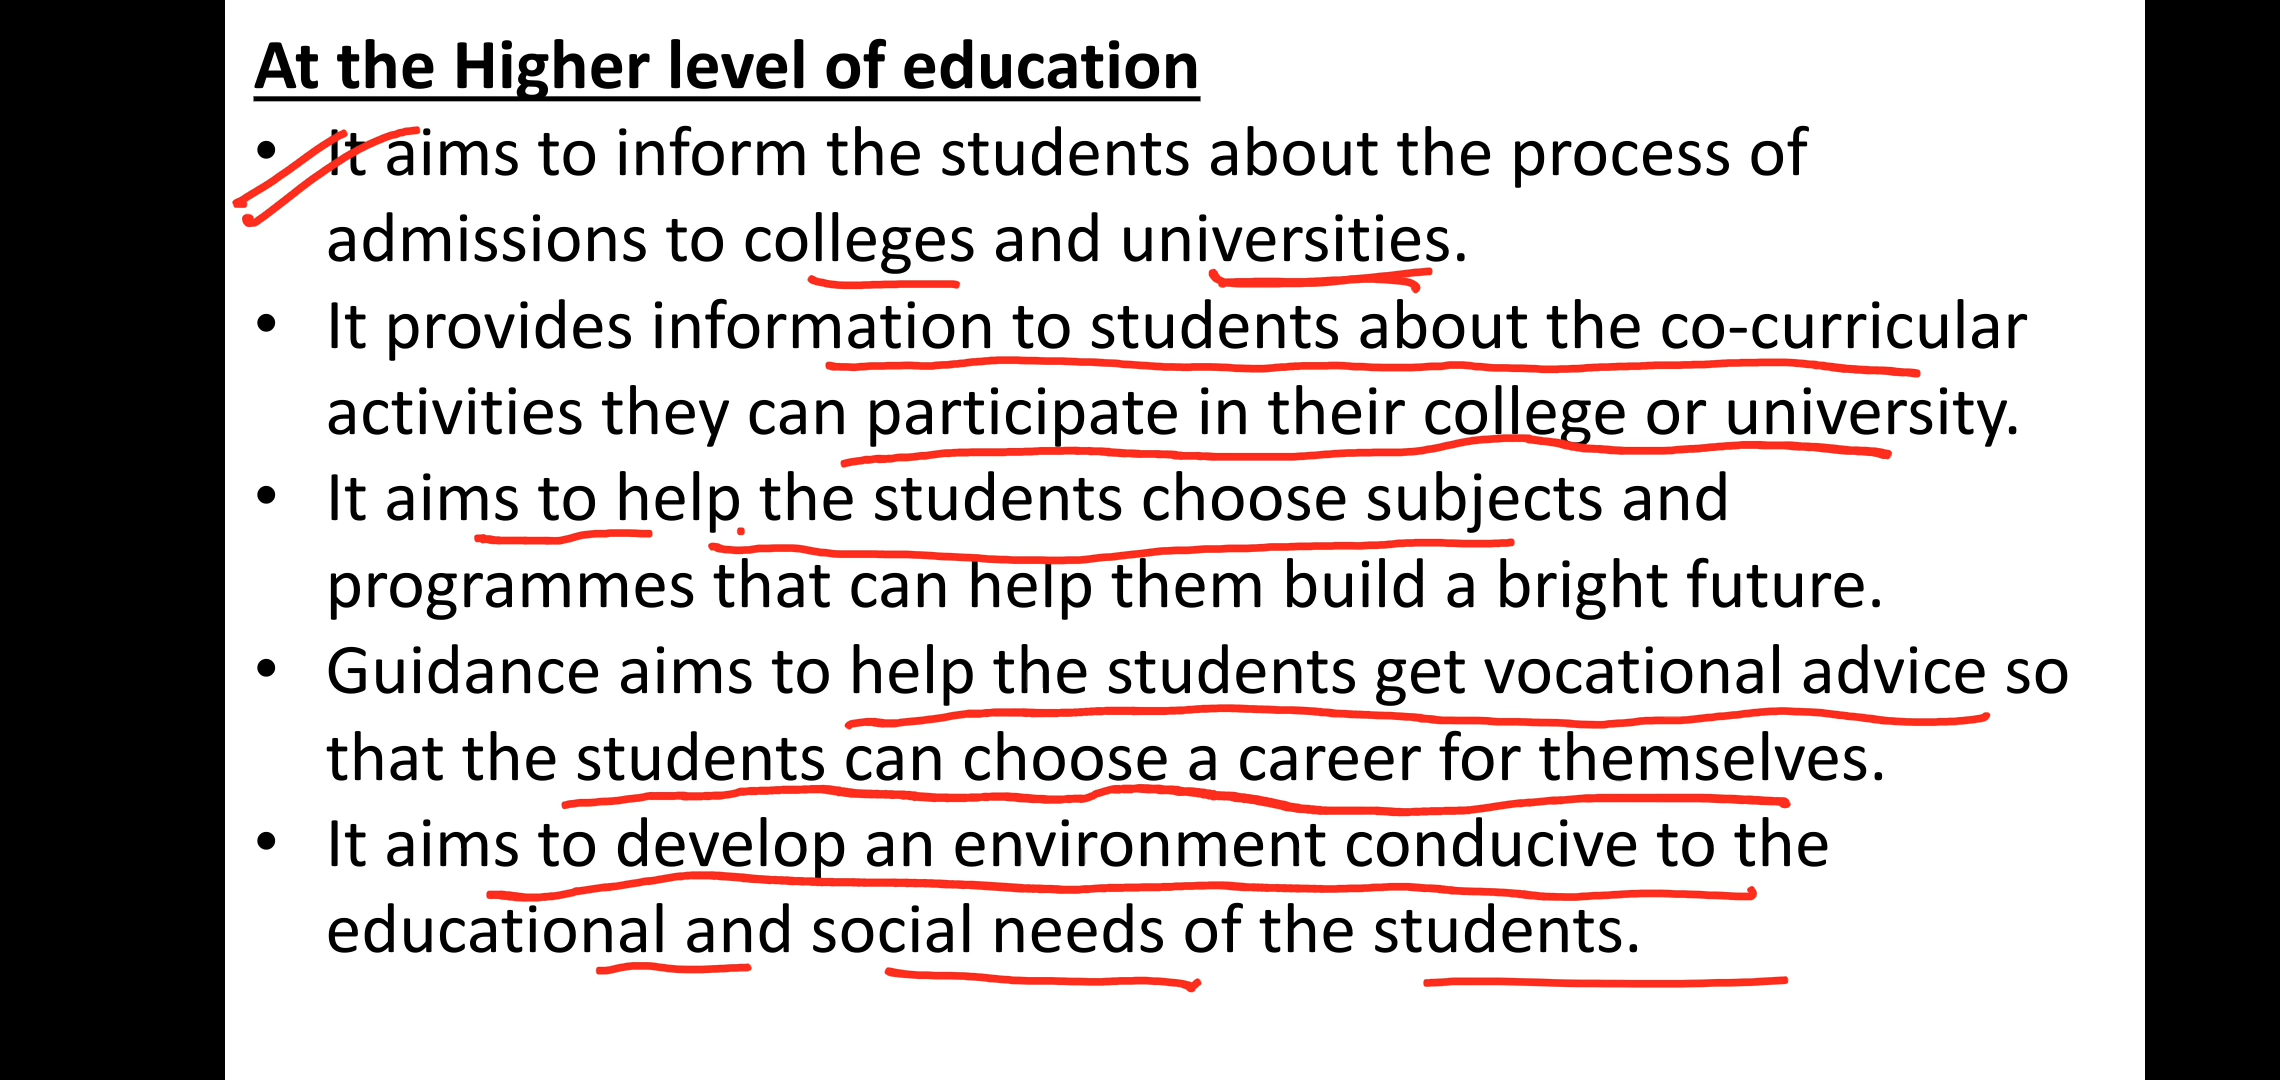 At the Higher level of education
• It aims to inform the students about the process of
admissions to colleges and universities.
• It provides information to students about the co-curricular
activities they can participate in their college or university.
• It aims to help the students choose subjects and
programmes that can help them build a bright future.
• Guidance aims to help the students get vocational advice so
that the students can choose a career for themselves.
• It aims to develop an environment conducive to the
educational and social needs of the students.